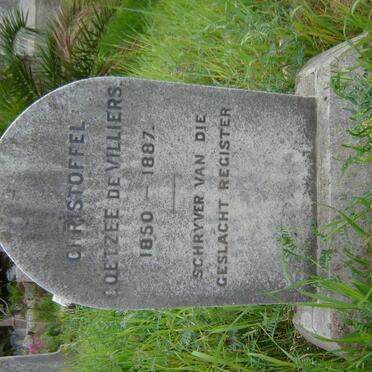 CHRISTOFFEL
COETZEE DE VILLIERS.
1850 — 1887.
SCHRYVER VAN DIE
GESLACHT REGISTER